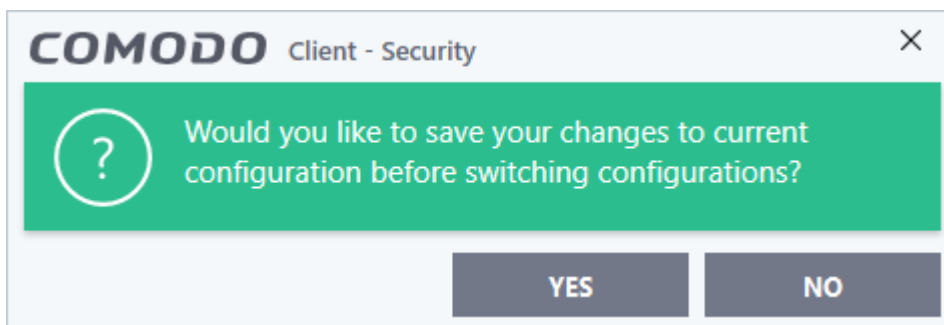 COMODO Client - Security
?
Would you like to save your changes to current
configuration before switching configurations?
YES NO